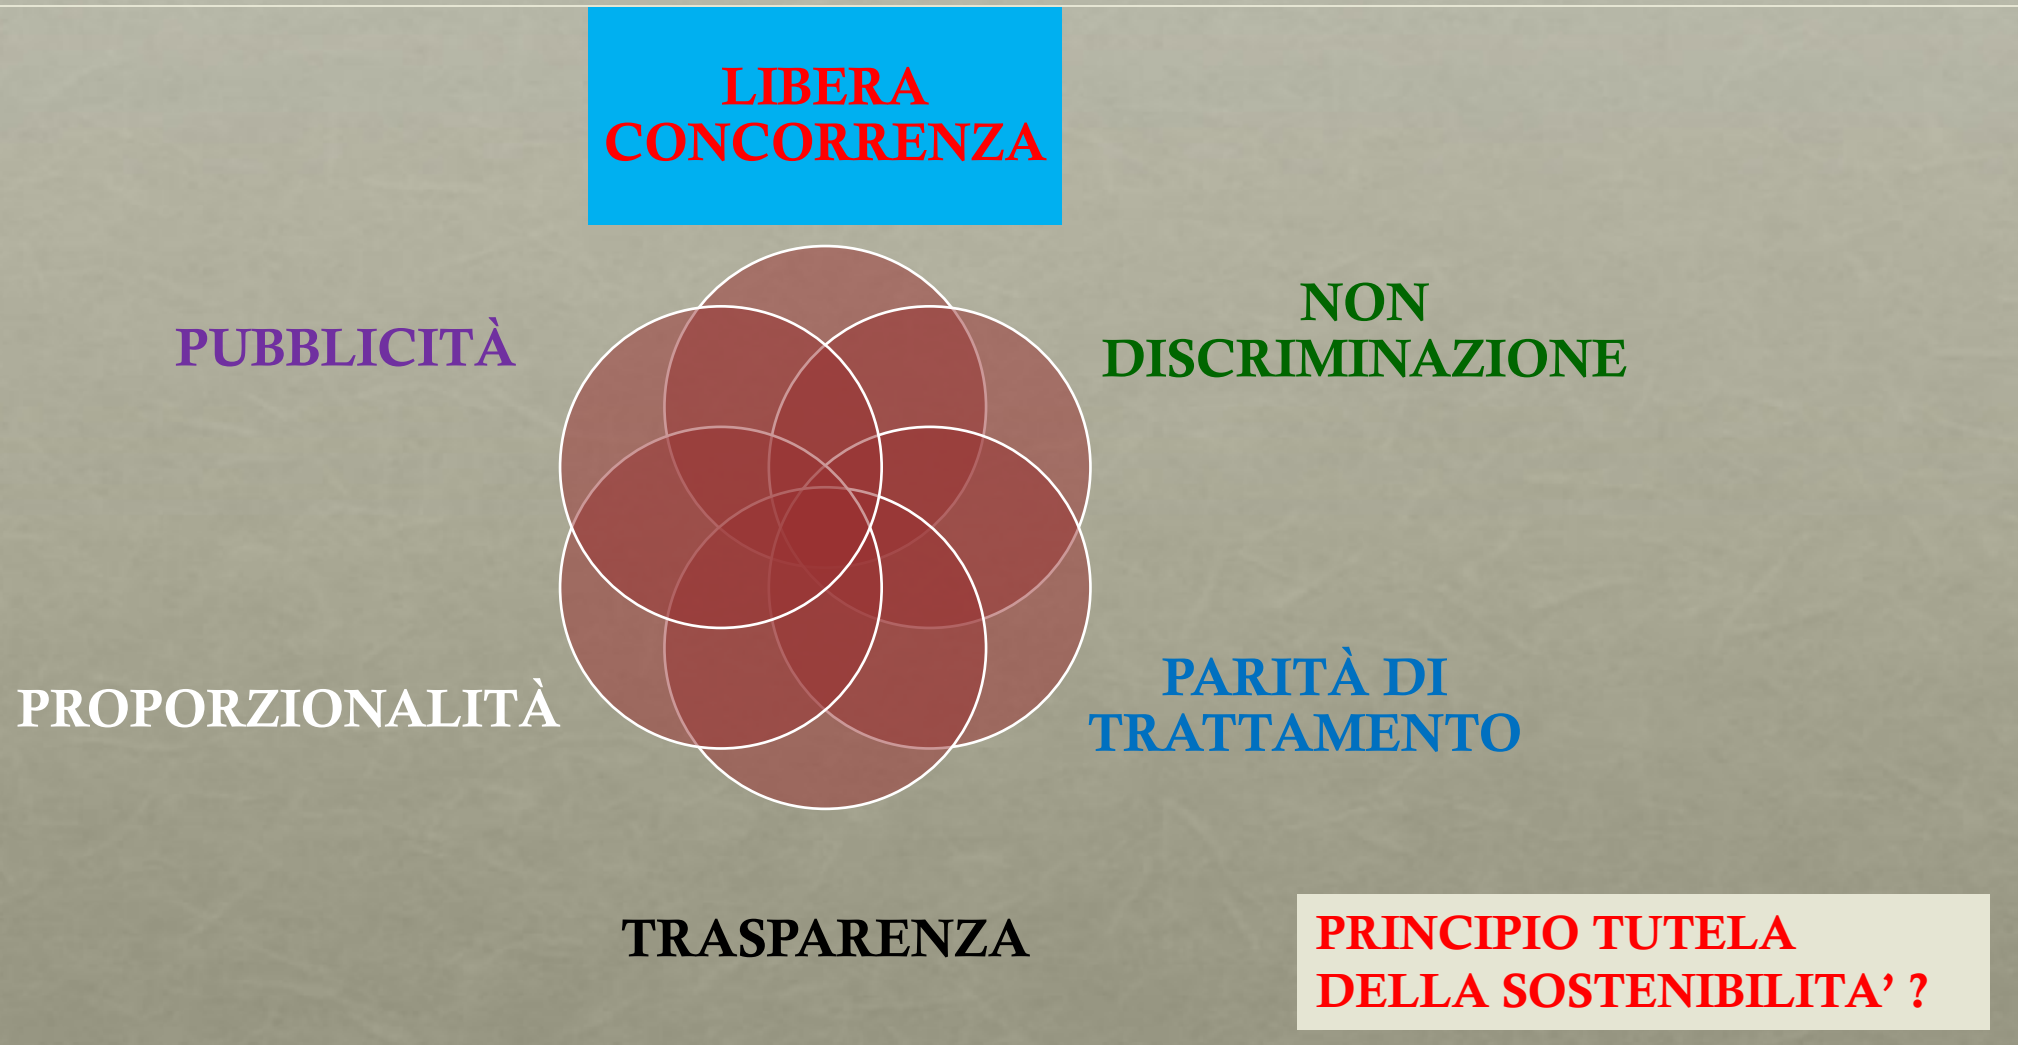 LIBERA
CONCORRENZA
NON
DISCRIMINAZIONE
PUBBLICITÀ
PARITÀ DI
TRATTAMENTO
PROPORZIONALITÀ
TRASPARENZA
PRINCIPIO TUTELA
DELLA SOSTENIBILITA’ ?